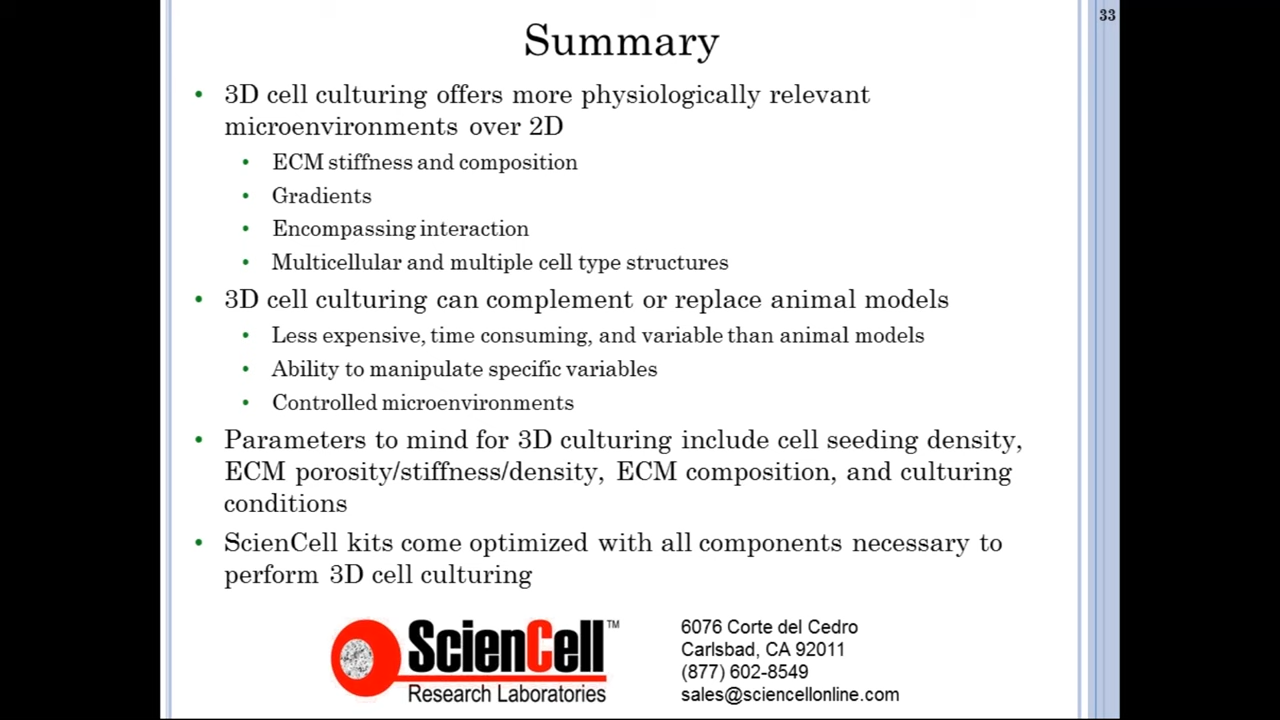 33
Summary
• 3D cell culturing offers more physiologically relevant
microenvironments over 2D
• ECM stiffness and composition
• Gradients
• Encompassing interaction
• Multicellular and multiple cell type structures
• 3D cell culturing can complement or replace animal models
• Less expensive, time consuming, and variable than animal models
• Ability to manipulate specific variables
• Controlled microenvironments
• Parameters to mind for 3D culturing include cell seeding density,
ECM porosity/stiffness/density, ECM composition, and culturing
conditions
• ScienCell kits come optimized with all components necessary to
perform 3D cell culturing
ScienCell™
Research Laboratories
6076 Corte del Cedro
Carlsbad, CA 92011
(877) 602-8549
sales@sciencellonline.com